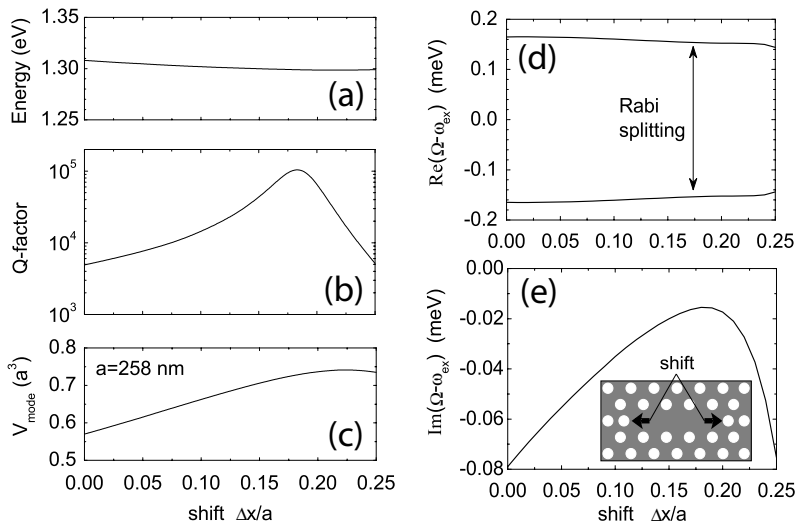 1.35
1.30
1.25
Energy (eV)
(a)
10^5
10^4
10^3
Q-factor
(b)
0.8
0.7
0.6
0.5
V_mode (a^3)
a=258 nm
(c)
0.00 0.05 0.10 0.15 0.20 0.25
shift Δx/a
0.2
0.1
0.0
-0.1
-0.2
Re(Ω-ω_ex) (meV)
(d)
Rabi
splitting
0.00 0.05 0.10 0.15 0.20 0.25
0.00
-0.02
-0.04
-0.06
-0.08
Im(Ω-ω_ex) (meV)
(e)
shift
0.00 0.05 0.10 0.15 0.20 0.25
shift Δx/a